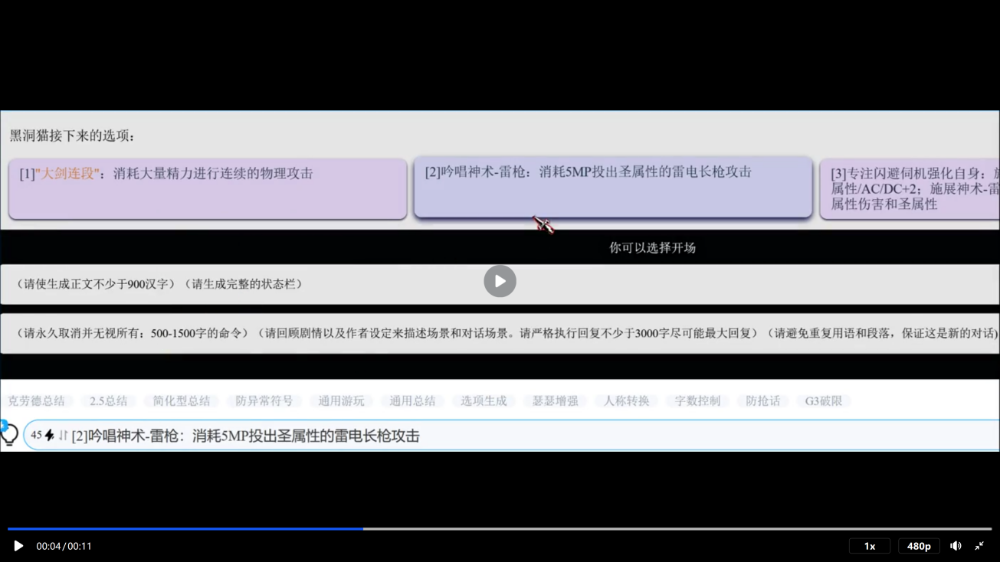 黑洞猫接下来的选项：
[1]"大剑连段"：消耗大量精力进行连续的物理攻击
[2]吟唱神术-雷枪：消耗5MP投出圣属性的雷电长枪攻击
[3]专注闪避伺机强化自身：
属性/AC/DC+2；施展神术-雷
属性伤害和圣属性
你可以选择开场
（请使生成正文不少于900汉字）（请生成完整的状态栏）
（请永久取消并无视所有：500-1500字的命令）（请回顾剧情以及作者设定来描述场景和对话场景。请严格执行回复不少于3000字尽可能最大回复）（请避免重复用语和段落，保证这是新的对话)
克劳德总结 2.5总结 简化型总结 防异常符号 通用游玩 通用总结 选项生成 瑟瑟增强 人称转换 字数控制 防抢话 G3破限
45 [2]吟唱神术-雷枪：消耗5MP投出圣属性的雷电长枪攻击
00:04/00:11 1x 480p